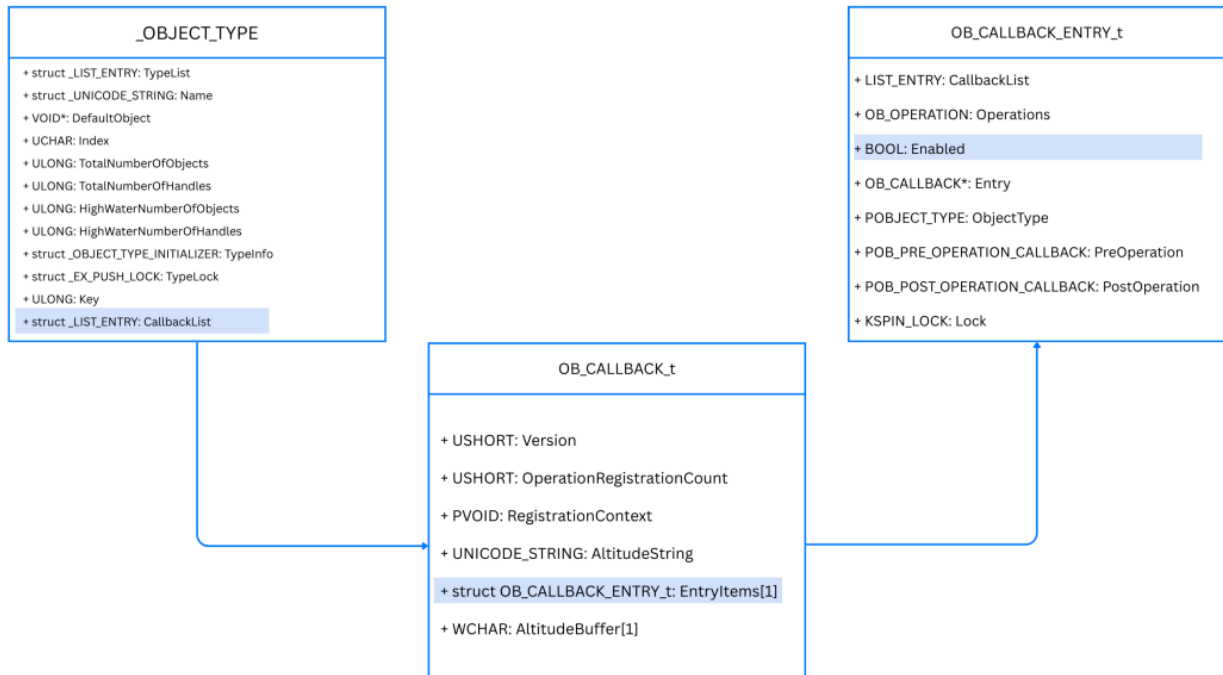 _OBJECT_TYPE
+ struct _LIST_ENTRY: TypeList
+ struct _UNICODE_STRING: Name
+ VOID*: DefaultObject
+ UCHAR: Index
+ ULONG: TotalNumberOfObjects
+ ULONG: TotalNumberOfHandles
+ ULONG: HighWaterNumberOfObjects
+ ULONG: HighWaterNumberOfHandles
+ struct _OBJECT_TYPE_INITIALIZER: TypeInfo
+ struct _EX_PUSH_LOCK: TypeLock
+ ULONG: Key
+ struct _LIST_ENTRY: CallbackList
OB_CALLBACK_t
+ USHORT: Version
+ USHORT: OperationRegistrationCount
+ PVOID: RegistrationContext
+ UNICODE_STRING: AltitudeString
+ struct OB_CALLBACK_ENTRY_t: EntryItems[1]
+ WCHAR: AltitudeBuffer[1]
OB_CALLBACK_ENTRY_t
+ LIST_ENTRY: CallbackList
+ OB_OPERATION: Operations
+ BOOL: Enabled
+ OB_CALLBACK*: Entry
+ POBJECT_TYPE: ObjectType
+ POB_PRE_OPERATION_CALLBACK: PreOperation
+ POB_POST_OPERATION_CALLBACK: PostOperation
+ KSPIN_LOCK: Lock